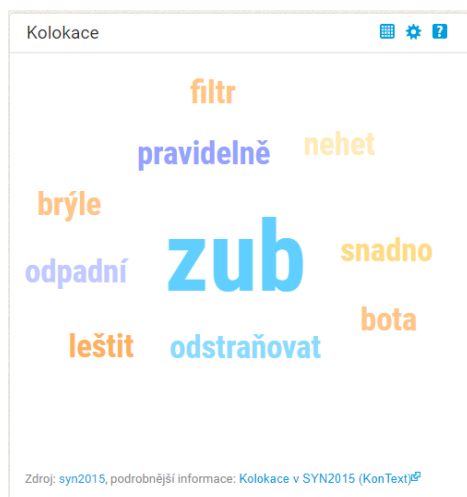 Kolokace ?
filtr
pravidelně nehet
brýle
zub
odpadní snadno
bota
leštit odstraňovat
Zdroj: syn2015, podrobnější informace: Kolokace v SYN2015 (KonText)